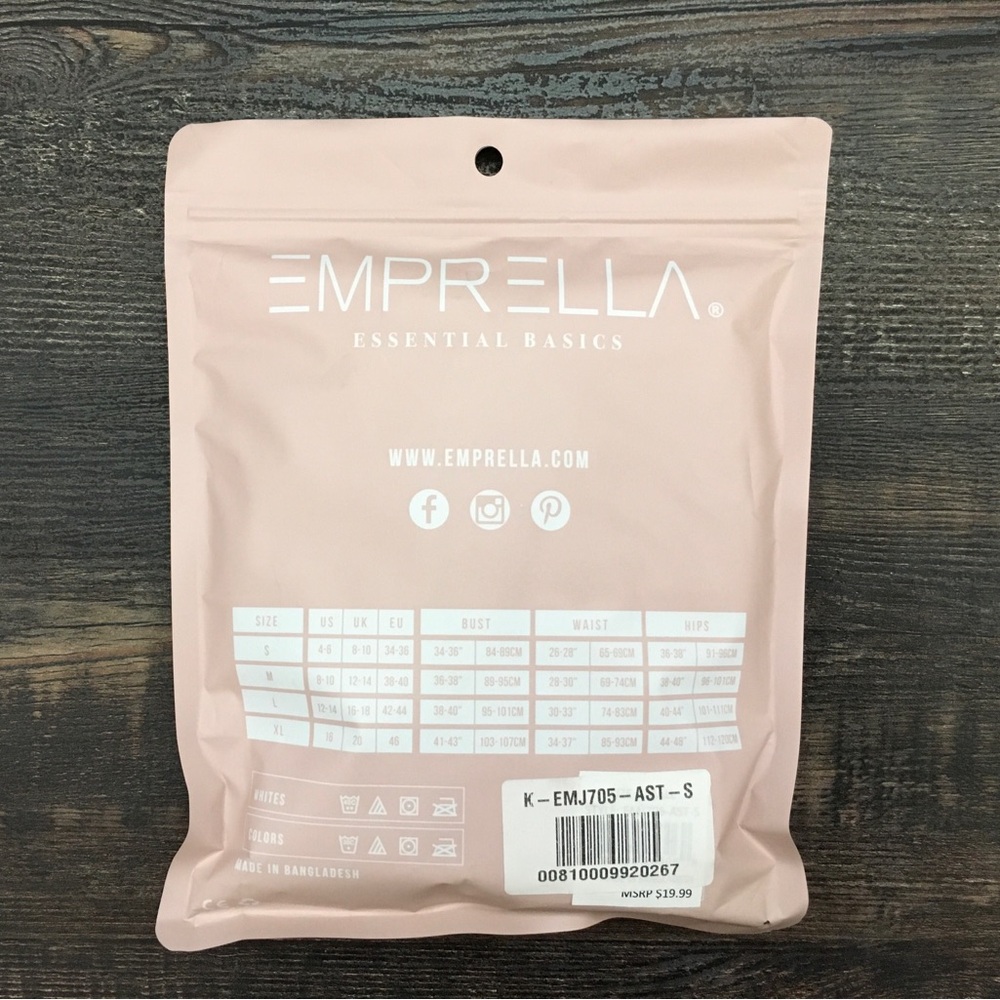 EMPRELLA®
ESSENTIAL BASICS
WWW.EMPRELLA.COM
SIZE US UK EU BUST WAIST HIPS
S 4-6 8-10 34-36 34-36" 84-89CM 26-28" 65-69CM 36-38" 91-96CM
M 8-10 12-14 38-40 36-38" 89-95CM 28-30" 69-74CM 38-40" 96-101CM
L 12-14 16-18 42-44 38-40" 95-101CM 30-33" 74-83CM 40-44" 101-111CM
XL 18 20 46 41-43" 103-107CM 34-37" 85-93CM 44-48"
WHITES
COLORS
MADE IN BANGLADESH
K-EMJ705-AST-S
00810009920267
MSRP $19.99